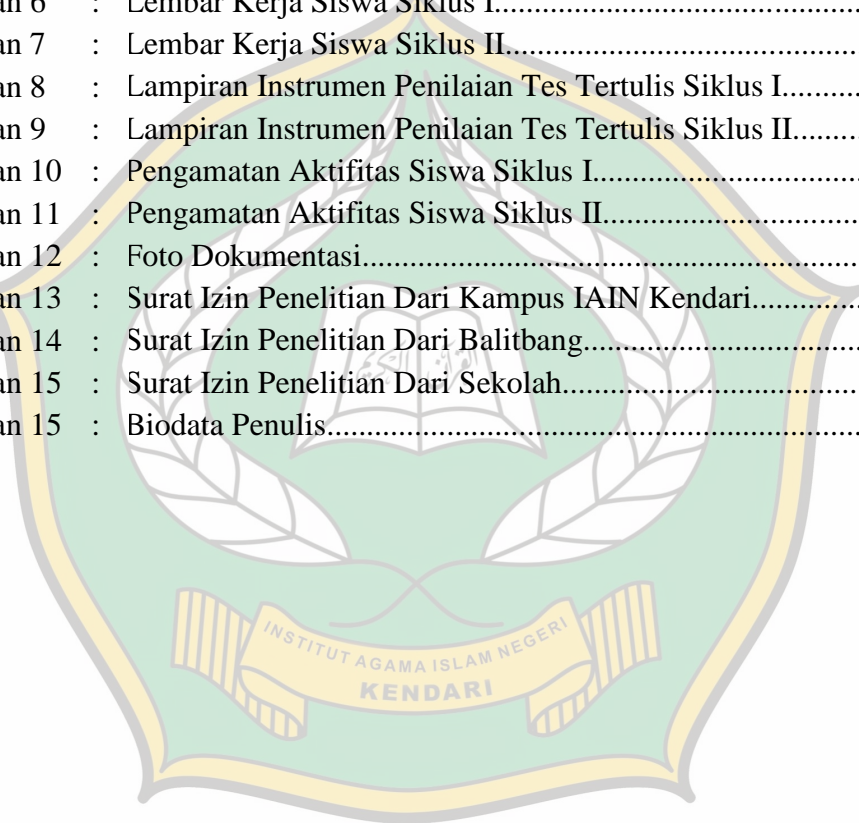 an 6 : Lembar Kerja Siswa Siklus I..........................................
an 7 : Lembar Kerja Siswa Siklus II.........................................
an 8 : Lampiran Instrumen Penilaian Tes Tertulis Siklus I..........
an 9 : Lampiran Instrumen Penilaian Tes Tertulis Siklus II.........
an 10 : Pengamatan Aktifitas Siswa Siklus I.................................
an 11 : Pengamatan Aktifitas Siswa Siklus II................................
an 12 : Foto Dokumentasi..............................................................
an 13 : Surat Izin Penelitian Dari Kampus IAIN Kendari..............
an 14 : Surat Izin Penelitian Dari Balitbang...................................
an 15 : Surat Izin Penelitian Dari Sekolah.....................................
an 15 : Biodata Penulis...................................................................
القرآن الكريم
INSTITUT AGAMA ISLAM NEGERI
KENDARI